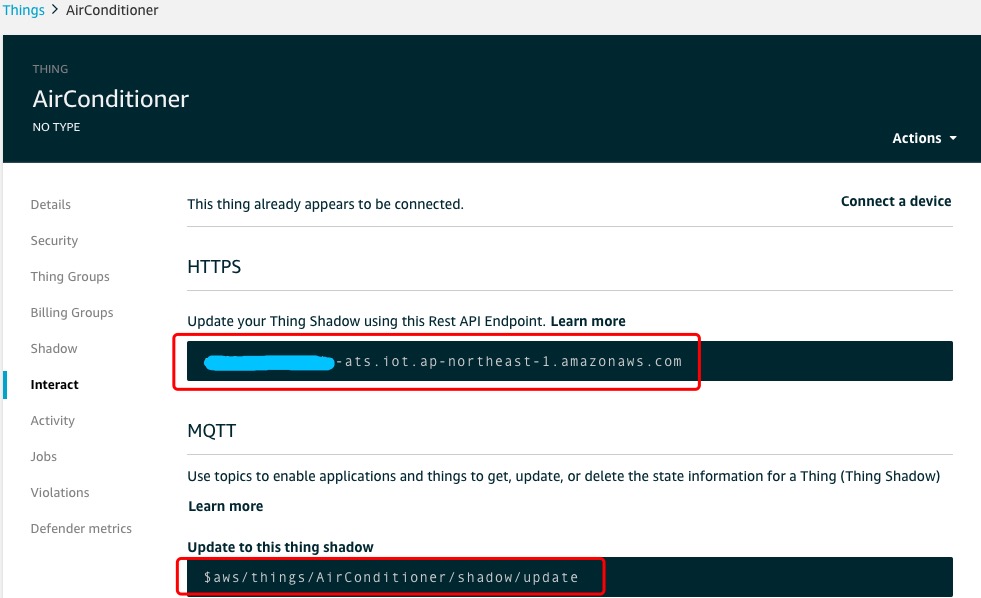 Things > AirConditioner
THING
AirConditioner
NO TYPE
Actions
Details
Security
Thing Groups
Billing Groups
Shadow
Interact
Activity
Jobs
Violations
Defender metrics
This thing already appears to be connected.
Connect a device
HTTPS
Update your Thing Shadow using this Rest API Endpoint. Learn more
-ats.iot.ap-northeast-1.amazonaws.com
MQTT
Use topics to enable applications and things to get, update, or delete the state information for a Thing (Thing Shadow)
Learn more
Update to this thing shadow
$aws/things/AirConditioner/shadow/update